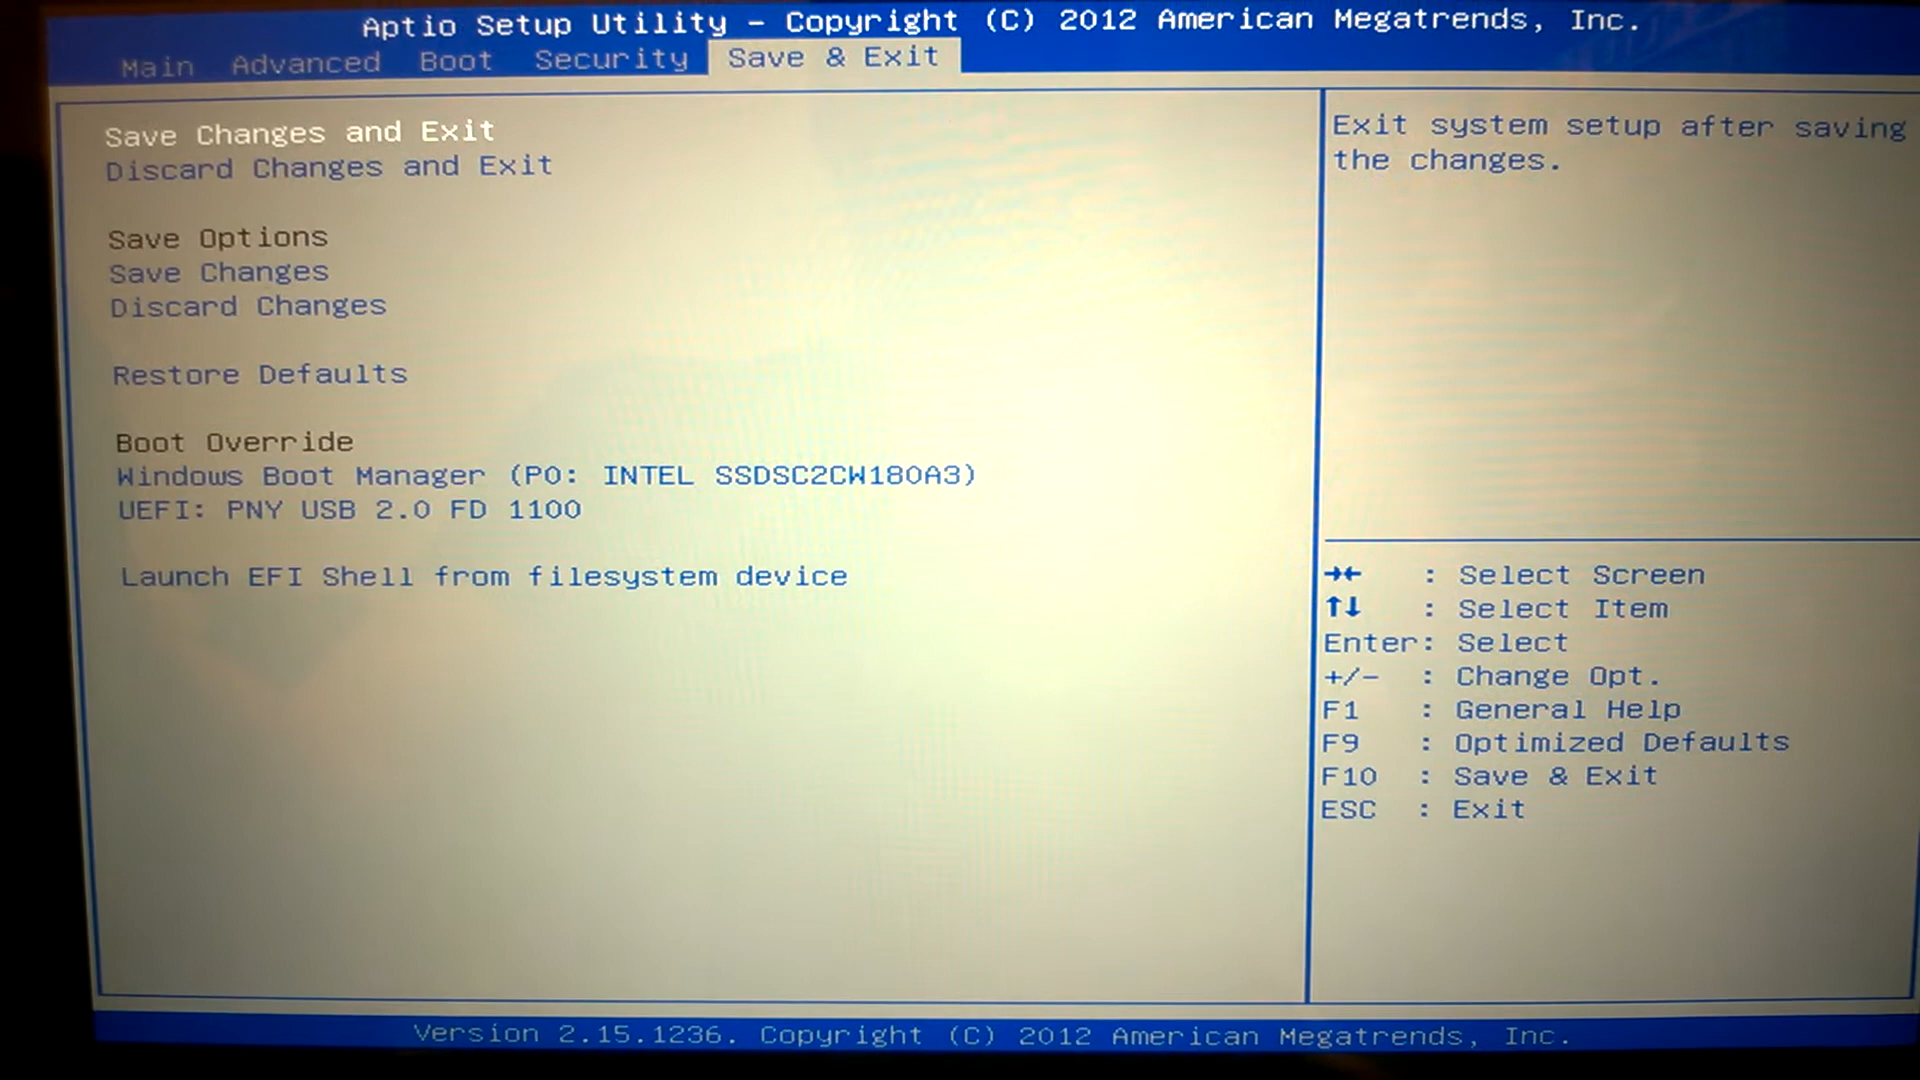 Aptio Setup Utility – Copyright (C) 2012 American Megatrends, Inc.
Main Advanced Boot Security Save & Exit
Save Changes and Exit
Discard Changes and Exit
Save Options
Save Changes
Discard Changes
Restore Defaults
Boot Override
Windows Boot Manager (P0: INTEL SSDSC2CW180A3)
UEFI: PNY USB 2.0 FD 1100
Launch EFI Shell from filesystem device
Exit system setup after saving
the changes.
→← : Select Screen
↑↓ : Select Item
Enter: Select
+/– : Change Opt.
F1 : General Help
F9 : Optimized Defaults
F10 : Save & Exit
ESC : Exit
Version 2.15.1236. Copyright (C) 2012 American Megatrends, Inc.